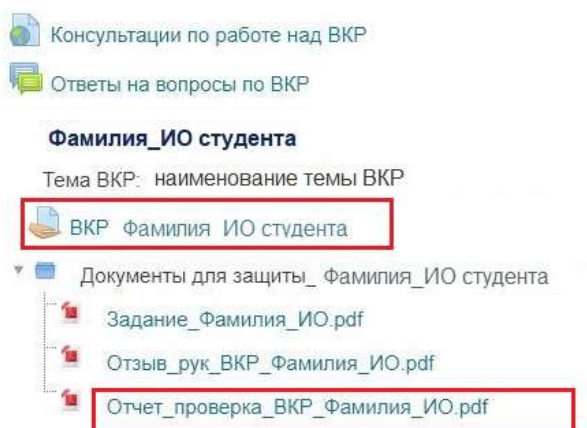 Консультации по работе над ВКР
Ответы на вопросы по ВКР
Фамилия_ИО студента
Тема ВКР: наименование темы ВКР
ВКР Фамилия ИО студента
Документы для защиты_ Фамилия_ИО студента
Задание_Фамилия_ИО.pdf
Отзыв_рук_ВКР_Фамилия_ИО.pdf
Отчет_проверка_ВКР_Фамилия_ИО.pdf